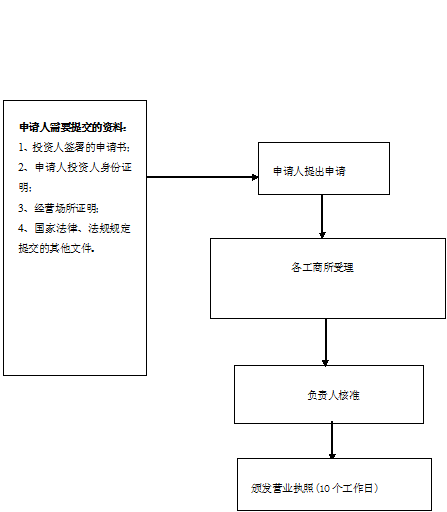 申请人需要提交的资料:
1、投资人签署的申请书;
2、申请人投资人身份证
明;
3、经营场所证明;
4、国家法律、法规规定
提交的其他文件.
申请人提出申请
各工商所受理
负责人核准
颁发营业执照(10个工作日)